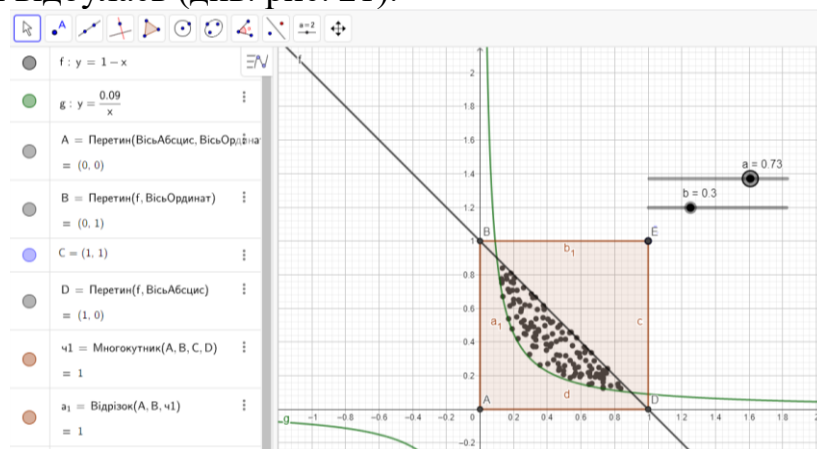 відбулась (див. рис. 21).
a=2
f : y = 1 − x
g : y = 0.09 / x
A = Перетин(ВісьАбсцис, ВісьОрдинат
= (0, 0)
B = Перетин(f, ВісьОрдинат)
= (0, 1)
C = (1, 1)
D = Перетин(f, ВісьАбсцис)
= (1, 0)
ч1 = Многокутник(A, B, C, D)
= 1
a₁ = Відрізок(A, B, ч1)
= 1
f
2
1.8
1.6
1.4
a = 0.73
b = 0.3
1.2
B
E
1
b₁
0.8
0.6
a₁
c
0.4
0.2
d
A
D
g
−1
−0.8
−0.6
−0.4
−0.2
0
0.2
0.4
0.6
0.8
1
1.2
1.4
1.6
1.8
−0.2